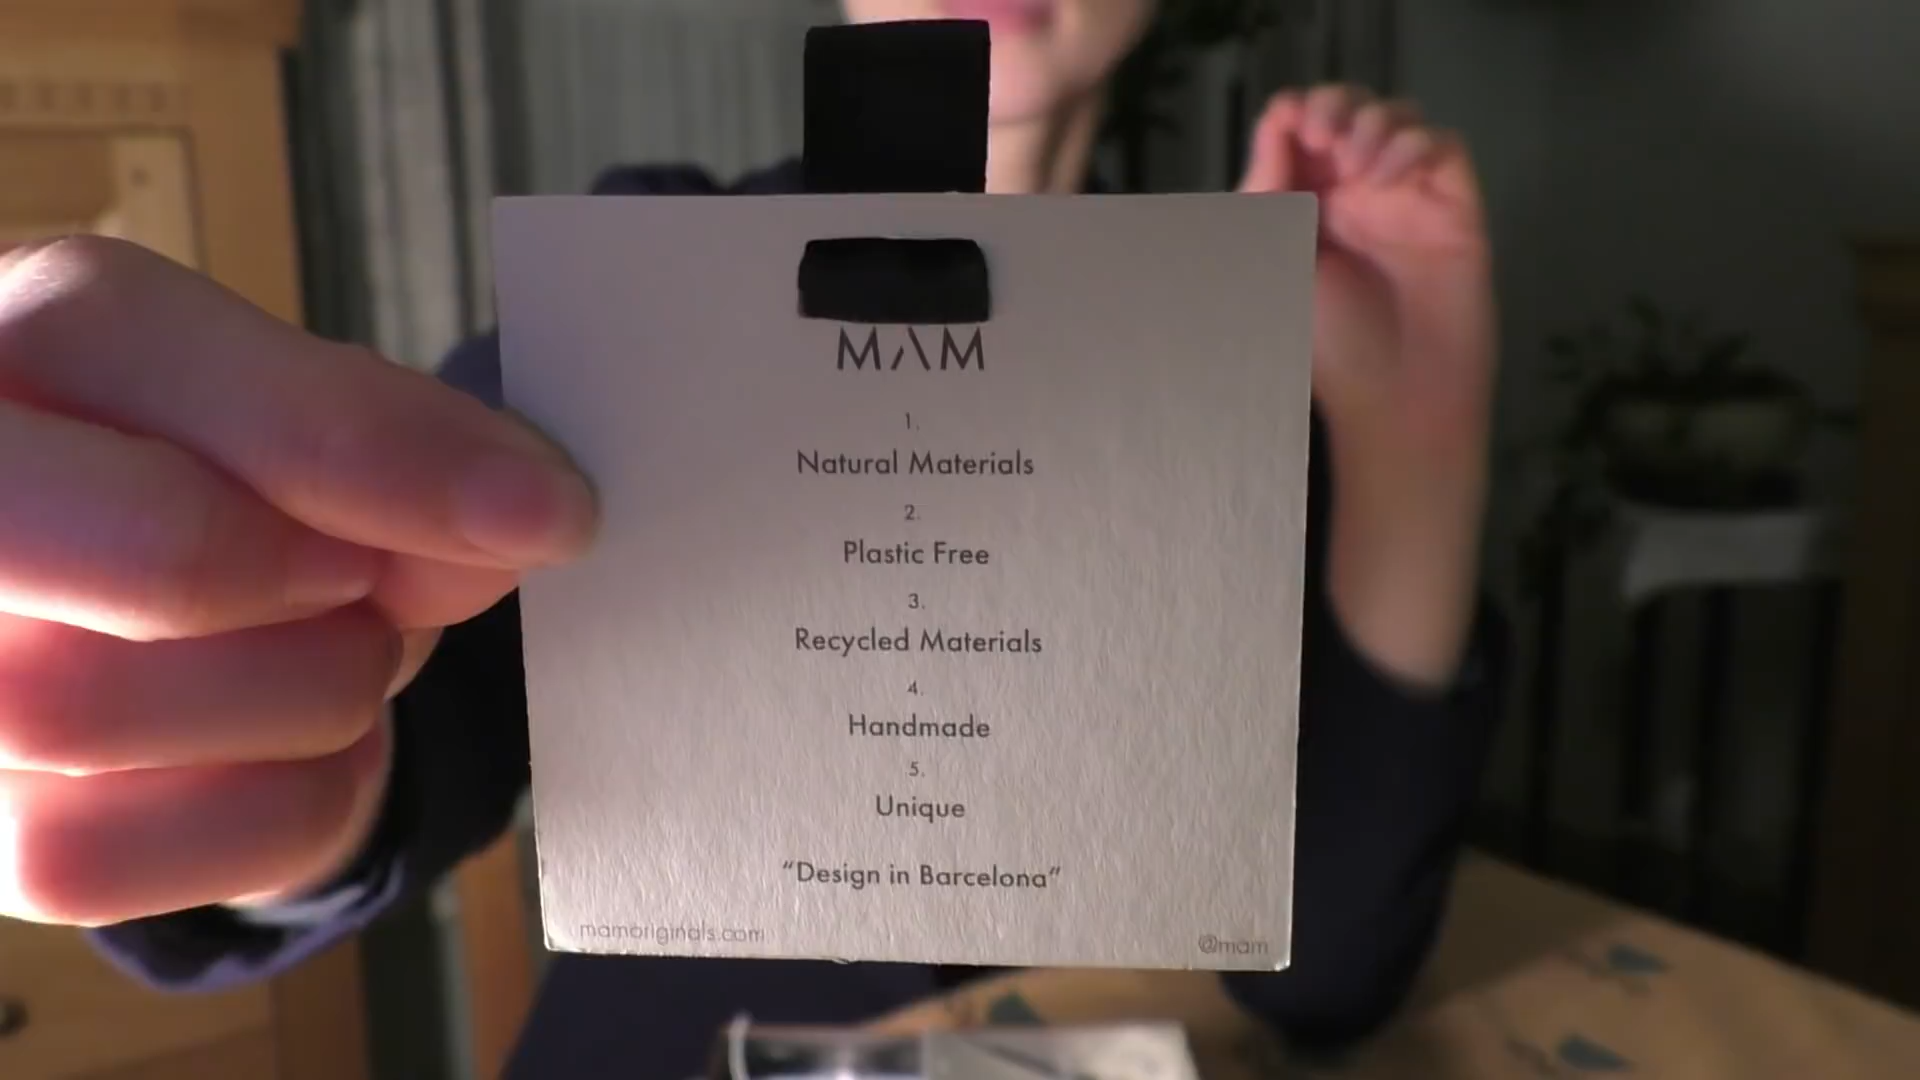 MAM
1.
Natural Materials
2.
Plastic Free
3.
Recycled Materials
4.
Handmade
5.
Unique
“Design in Barcelona”
mamoriginals.com
@mam